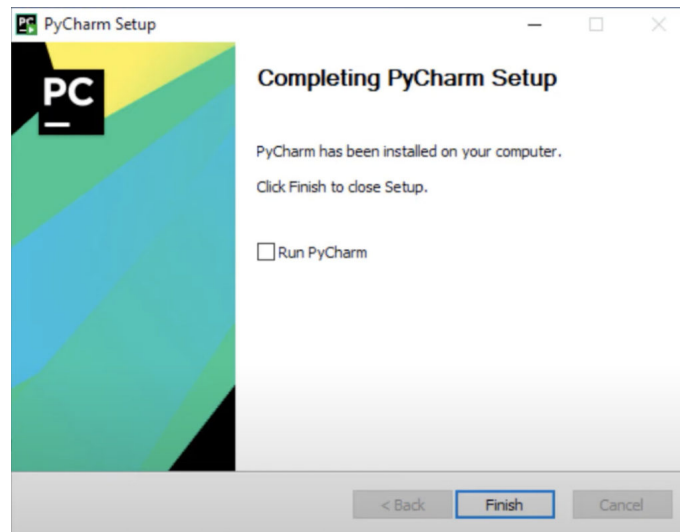 PyCharm Setup
PC
Completing PyCharm Setup
PyCharm has been installed on your computer.
Click Finish to close Setup.
Run PyCharm
< Back Finish Cancel